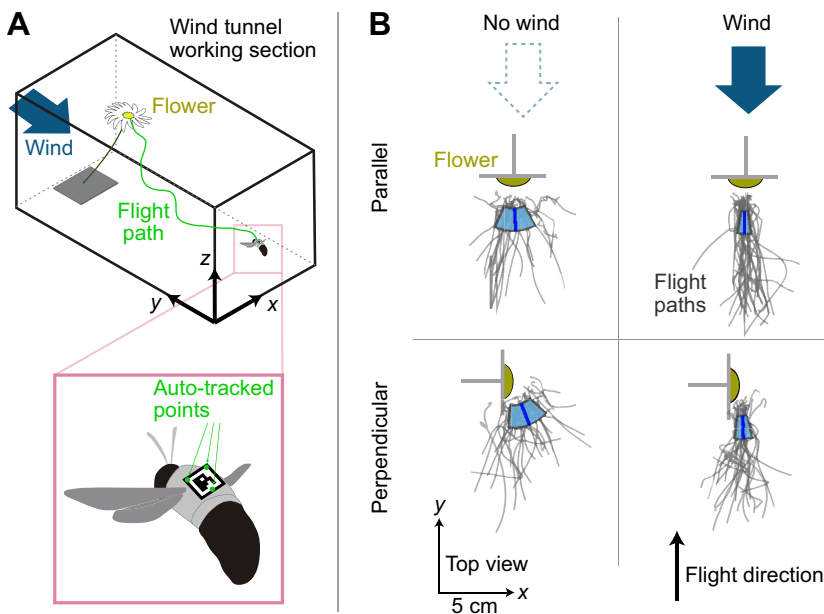 A
Wind tunnel
working section
Flower
Wind
Flight
path
z
y
x
Auto-tracked
points
B
No wind
Wind
Parallel
Flower
Flight
paths
Perpendicular
y
Top view
x
5 cm
Flight direction